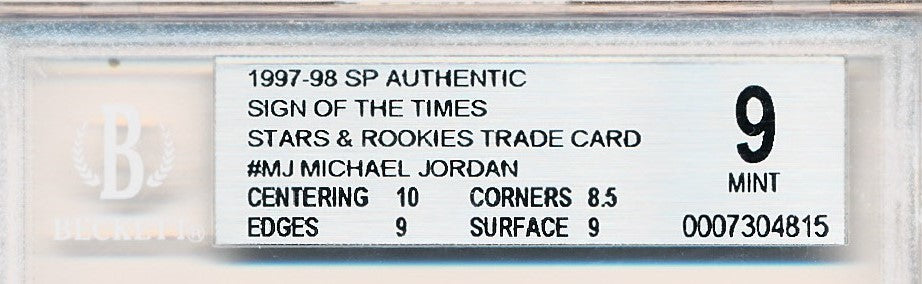 1997-98 SP AUTHENTIC
SIGN OF THE TIMES
STARS & ROOKIES TRADE CARD
#MJ MICHAEL JORDAN
CENTERING 10 CORNERS 8.5
EDGES 9 SURFACE 9
9
MINT
0007304815
B
BECKETT®